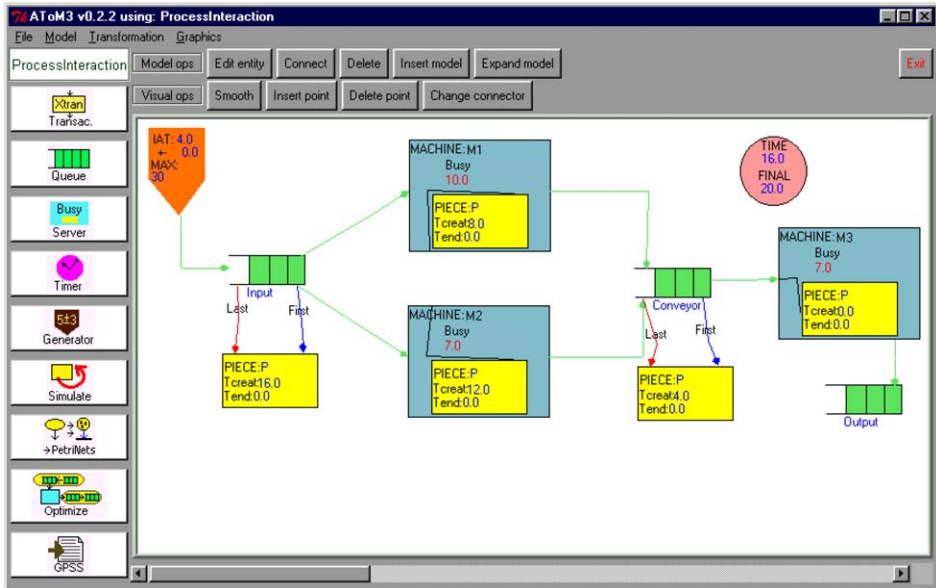 AToM3 v0.2.2 using: ProcessInteraction
File Model Transformation Graphics
ProcessInteraction Model ops Edit entity Connect Delete Insert model Expand model Exit
Visual ops Smooth Insert point Delete point Change connector
Xtran
Transac.
Queue
Busy
Server
Timer
5±3
Generator
Simulate
→PetriNets
Optimize
GPSS
IAT: 4.0
+- 0.0
MAX:
30
Input
Last First
PIECE:P
Tcreat:16.0
Tend:0.0
MACHINE:M1
Busy
10.0
PIECE:P
Tcreat:8.0
Tend:0.0
MACHINE:M2
Busy
7.0
PIECE:P
Tcreat:12.0
Tend:0.0
Conveyor
Last First
PIECE:P
Tcreat:4.0
Tend:0.0
TIME
16.0
FINAL
20.0
MACHINE:M3
Busy
7.0
PIECE:P
Tcreat:0.0
Tend:0.0
Output